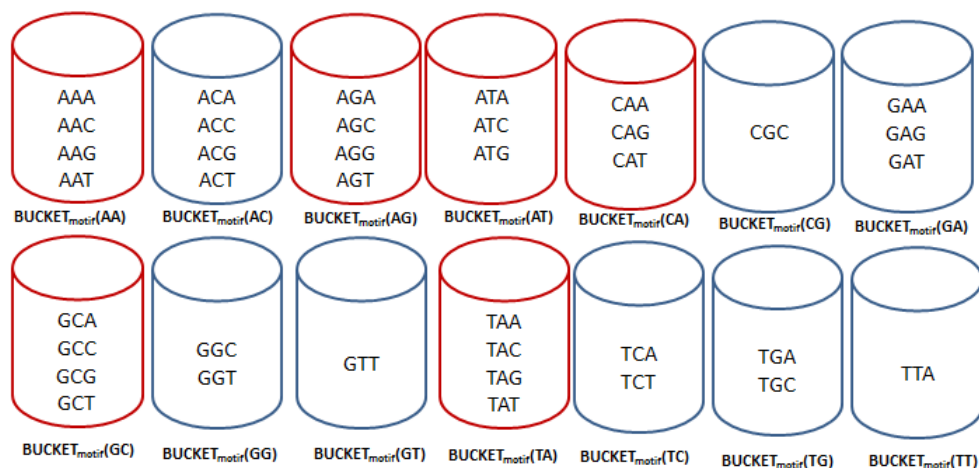 AAA
AAC
AAG
AAT
BUCKETmotif(AA)
ACA
ACC
ACG
ACT
BUCKETmotif(AC)
AGA
AGC
AGG
AGT
BUCKETmotif(AG)
ATA
ATC
ATG
BUCKETmotif(AT)
CAA
CAG
CAT
BUCKETmotif(CA)
CGC
BUCKETmotif(CG)
GAA
GAG
GAT
BUCKETmotif(GA)
GCA
GCC
GCG
GCT
BUCKETmotif(GC)
GGC
GGT
BUCKETmotif(GG)
GTT
BUCKETmotif(GT)
TAA
TAC
TAG
TAT
BUCKETmotif(TA)
TCA
TCT
BUCKETmotif(TC)
TGA
TGC
BUCKETmotif(TG)
TTA
BUCKETmotif(TT)